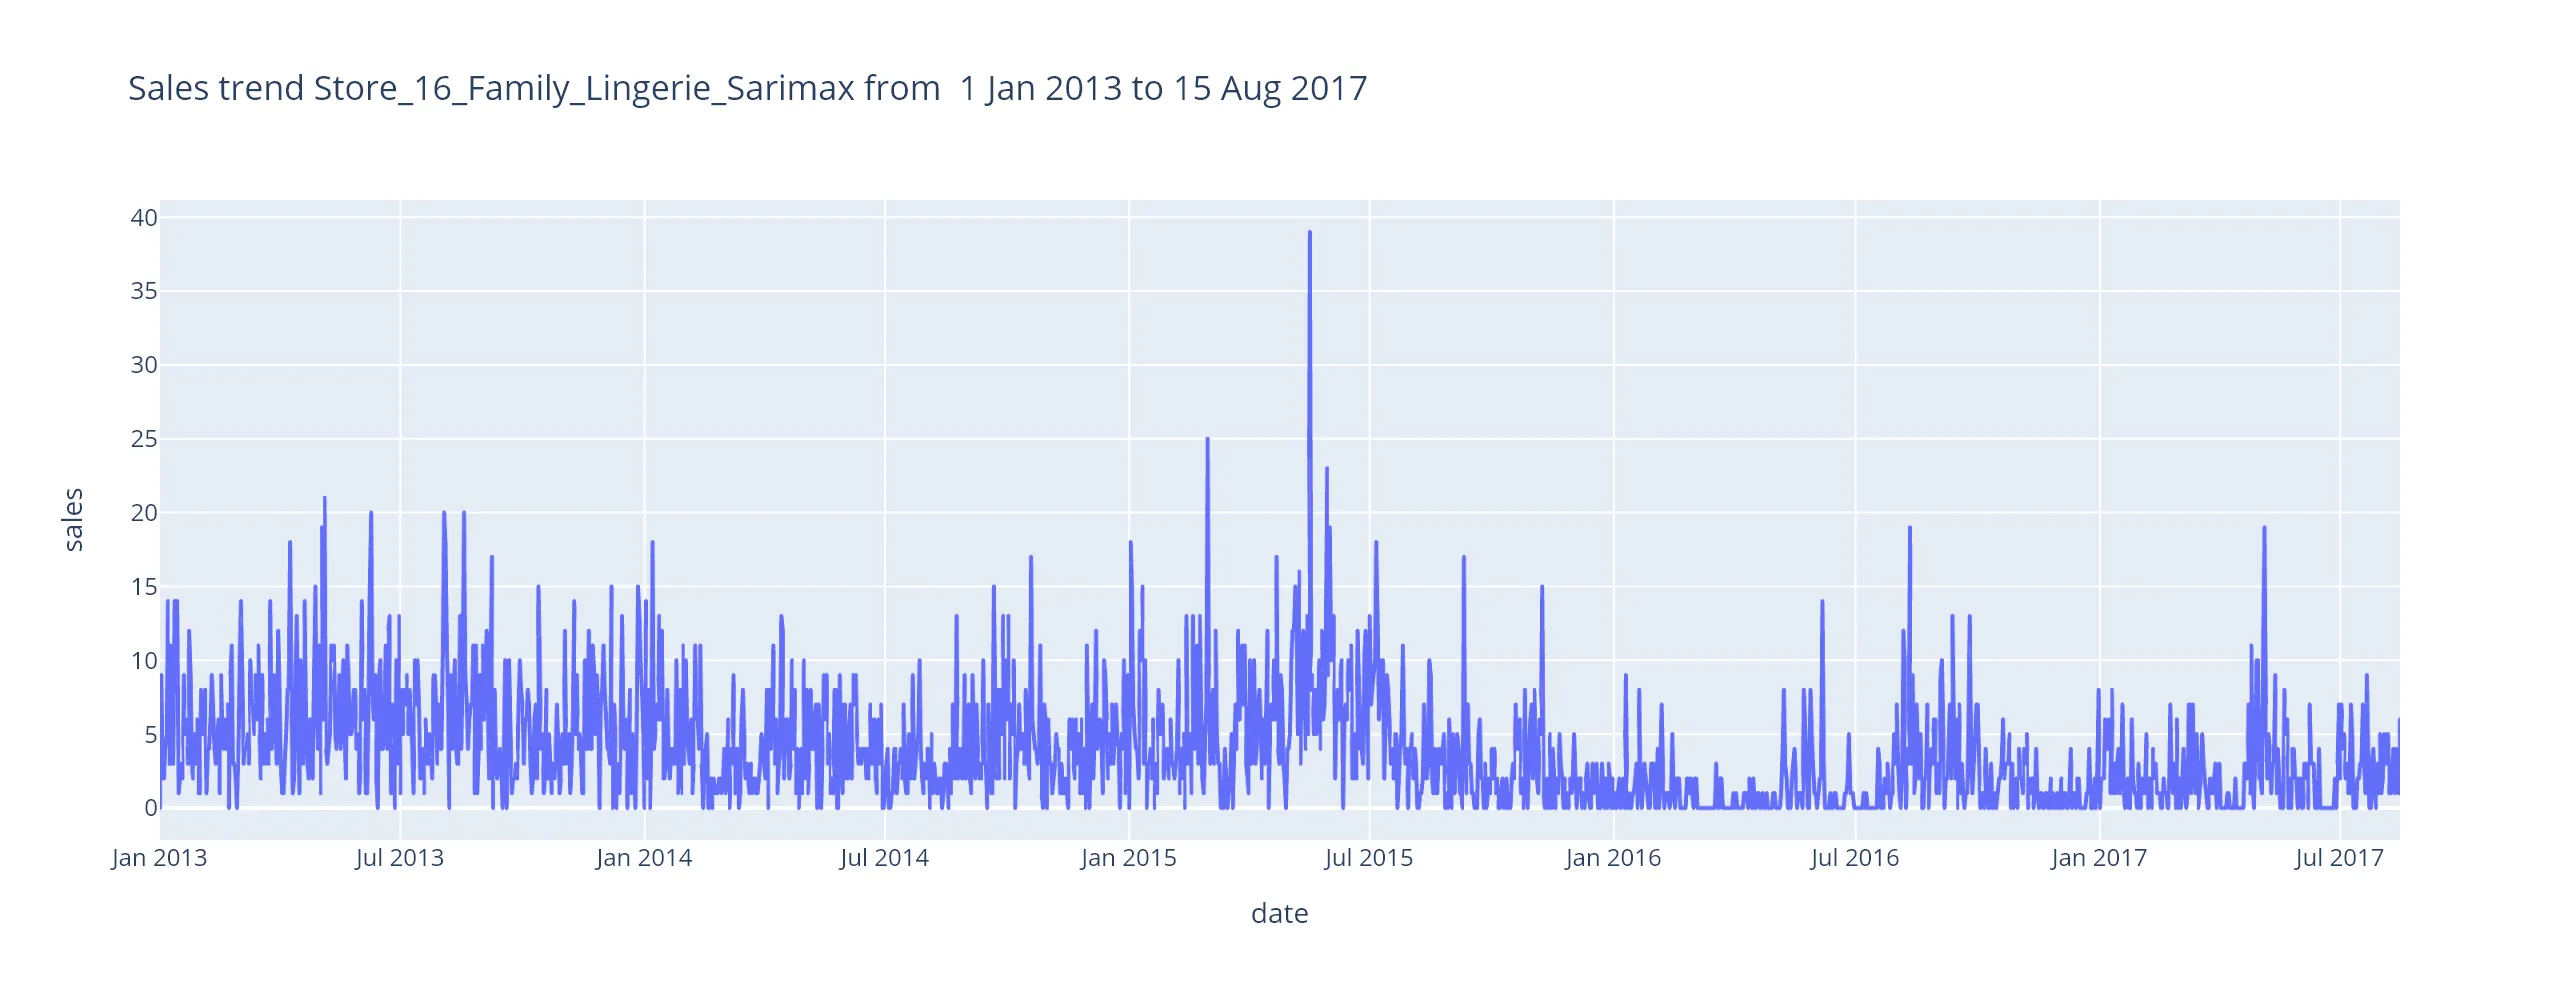 Sales trend Store_16_Family_Lingerie_Sarimax from  1 Jan 2013 to 15 Aug 2017
40
35
30
25
20
15
10
5
0
sales
Jan 2013 Jul 2013 Jan 2014 Jul 2014 Jan 2015 Jul 2015 Jan 2016 Jul 2016 Jan 2017 Jul 2017
date